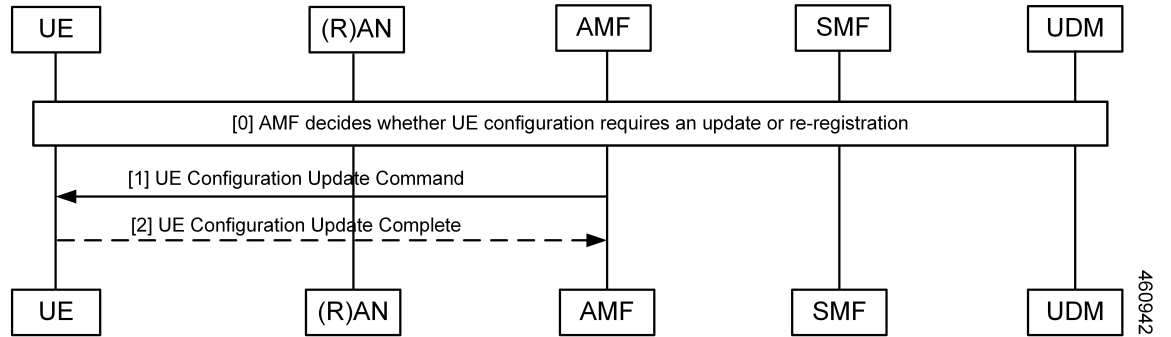 UE
(R)AN
AMF
SMF
UDM
[0] AMF decides whether UE configuration requires an update or re-registration
[1] UE Configuration Update Command
[2] UE Configuration Update Complete
UE
(R)AN
AMF
SMF
UDM
460942